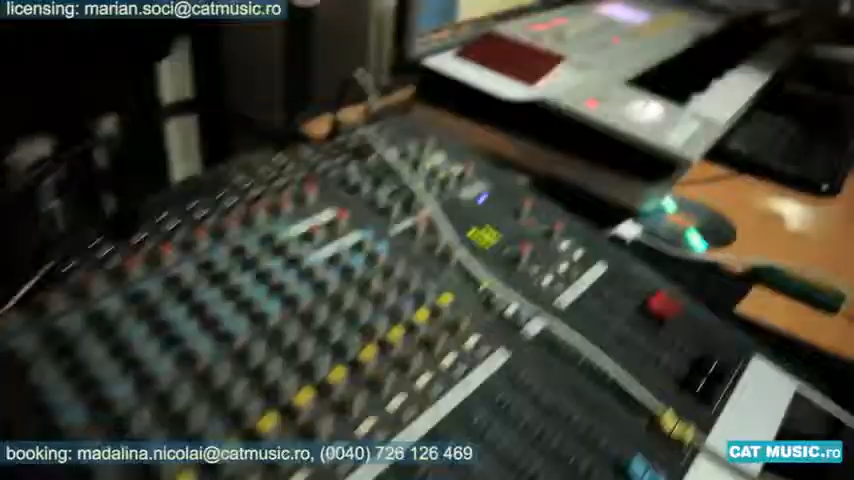 licensing: marian.soci@catmusic.ro
booking: madalina.nicolai@catmusic.ro, (0040) 726 126 469
CAT MUSIC.ro